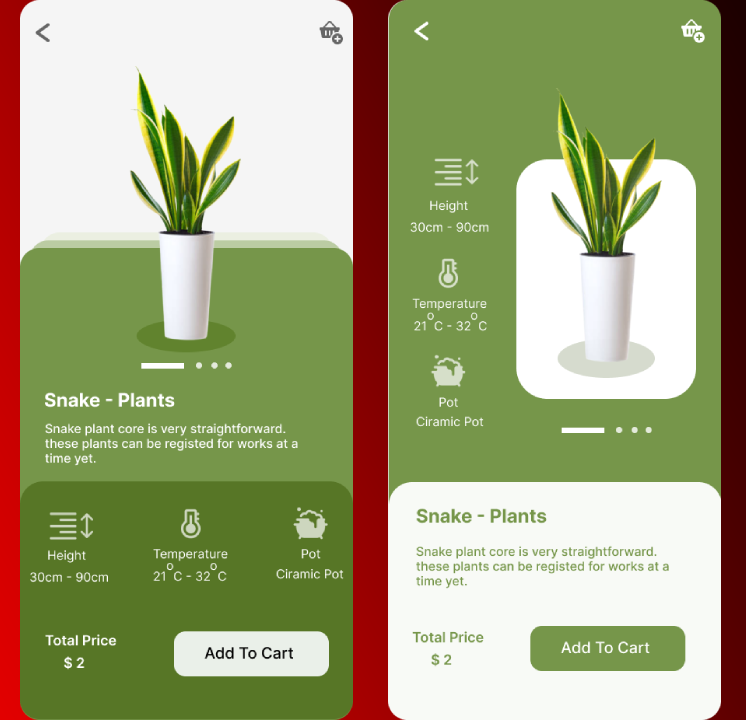 Snake - Plants
Snake plant core is very straightforward.
these plants can be registed for works at a
time yet.
Height
30cm - 90cm
Temperature
21°C - 32°C
Pot
Ciramic Pot
Total Price
$ 2
Add To Cart
Height
30cm - 90cm
Temperature
21°C - 32°C
Pot
Ciramic Pot
Snake - Plants
Snake plant core is very straightforward.
these plants can be registed for works at a
time yet.
Total Price
$ 2
Add To Cart